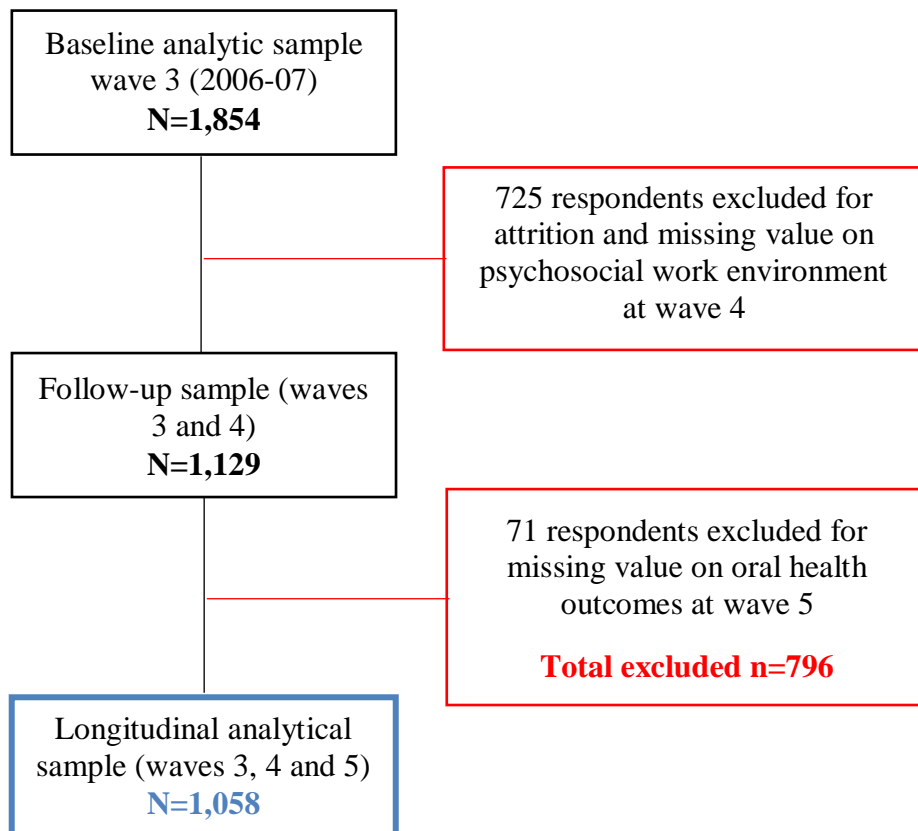 Baseline analytic sample
wave 3 (2006-07)
N=1,854
725 respondents excluded for
attrition and missing value on
psychosocial work environment
at wave 4
Follow-up sample (waves
3 and 4)
N=1,129
71 respondents excluded for
missing value on oral health
outcomes at wave 5
Total excluded n=796
Longitudinal analytical
sample (waves 3, 4 and 5)
N=1,058